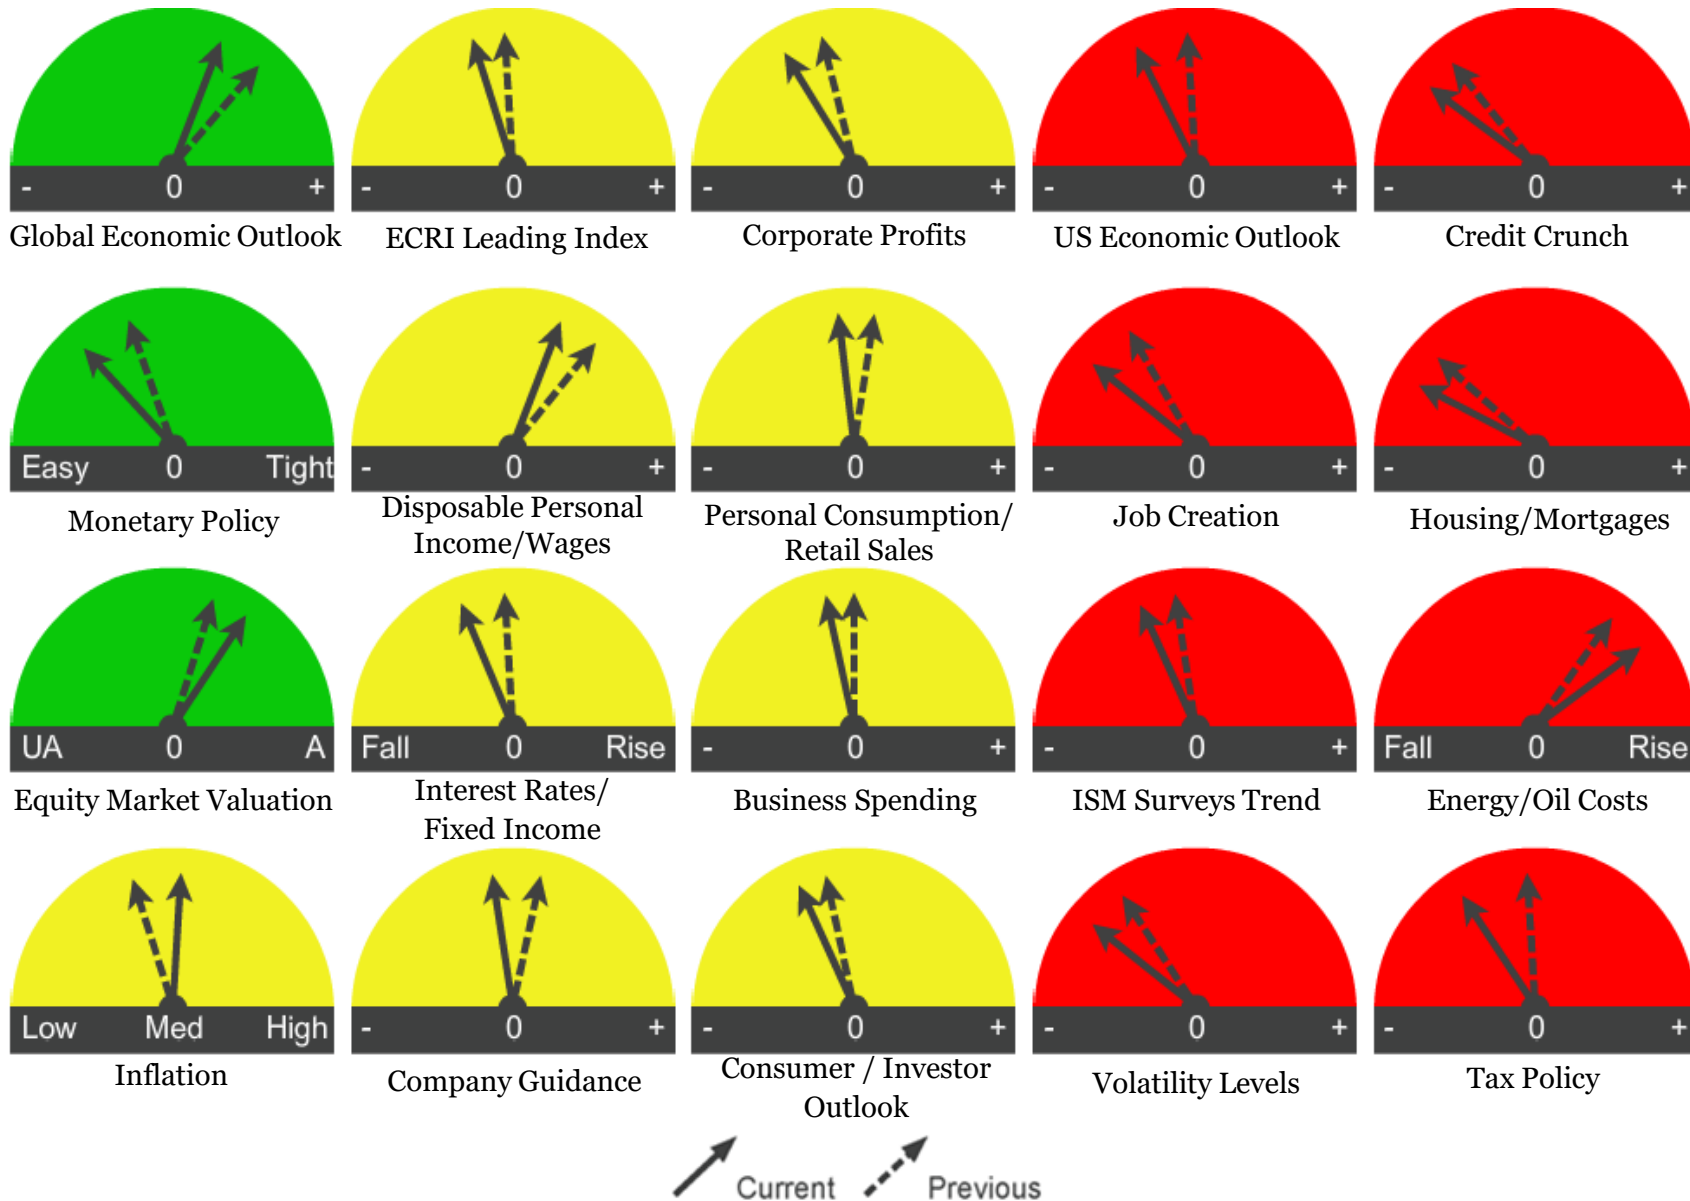 - 0 +
Global Economic Outlook
- 0 +
ECRI Leading Index
- 0 +
Corporate Profits
- 0 +
US Economic Outlook
- 0 +
Credit Crunch
Easy 0 Tight
Monetary Policy
- 0 +
Disposable Personal
Income/Wages
- 0 +
Personal Consumption/
Retail Sales
- 0 +
Job Creation
- 0 +
Housing/Mortgages
UA 0 A
Equity Market Valuation
Fall 0 Rise
Interest Rates/
Fixed Income
- 0 +
Business Spending
- 0 +
ISM Surveys Trend
Fall 0 Rise
Energy/Oil Costs
Low Med High
Inflation
- 0 +
Company Guidance
- 0 +
Consumer / Investor
Outlook
- 0 +
Volatility Levels
- 0 +
Tax Policy
Current Previous